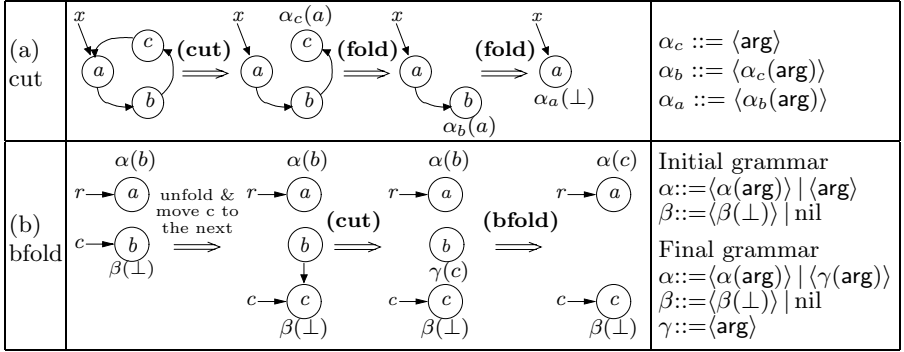 (a)
cut
x
c
a
b
(cut)
x
α_c(a)
c
a
b
(fold)
x
a
b
α_b(a)
(fold)
x
a
α_a(⊥)
α_c ::= ⟨arg⟩
α_b ::= ⟨α_c(arg)⟩
α_a ::= ⟨α_b(arg)⟩
(b)
bfold
α(b)
r
a
c
b
β(⊥)
unfold &
move c to
the next
α(b)
r
a
b
c
c
β(⊥)
(cut)
α(b)
r
a
b
γ(c)
c
c
β(⊥)
(bfold)
α(c)
r
a
c
c
β(⊥)
Initial grammar
α::=⟨α(arg)⟩ | ⟨arg⟩
β::=⟨β(⊥)⟩ | nil
Final grammar
α::=⟨α(arg)⟩ | ⟨γ(arg)⟩
β::=⟨β(⊥)⟩ | nil
γ::=⟨arg⟩